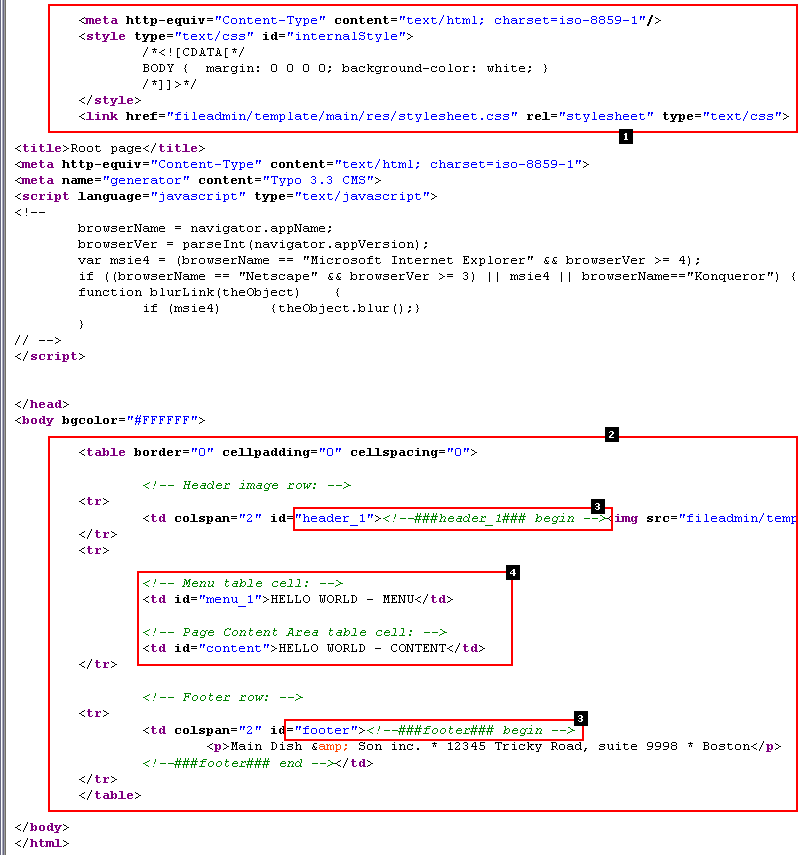 <meta http-equiv="Content-Type" content="text/html; charset=iso-8859-1"/>
<style type="text/css" id="internalStyle">
/*<![CDATA[*/
BODY {  margin: 0 0 0 0; background-color: white; }
/*]]>*/
</style>
<link href="fileadmin/template/main/res/stylesheet.css" rel="stylesheet" type="text/css">
1
<title>Root page</title>
<meta http-equiv="Content-Type" content="text/html; charset=iso-8859-1">
<meta name="generator" content="Typo 3.3 CMS">
<script language="javascript" type="text/javascript">
<!--
browserName = navigator.appName;
browserVer = parseInt(navigator.appVersion);
var msie4 = (browserName == "Microsoft Internet Explorer" && browserVer >= 4);
if ((browserName == "Netscape" && browserVer >= 3) || msie4 || browserName=="Konqueror") {
function blurLink(theObject)    {
if (msie4)      {theObject.blur();}
}
// -->
</script>
</head>
<body bgcolor="#FFFFFF">
2
<table border="0" cellpadding="0" cellspacing="0">
<!-- Header image row: -->
<tr>
3
<td colspan="2" id="header_1"><!--###header_1### begin --><img src="fileadmin/temp
</tr>
<tr>
4
<!-- Menu table cell: -->
<td id="menu_1">HELLO WORLD - MENU</td>
<!-- Page Content Area table cell: -->
<td id="content">HELLO WORLD - CONTENT</td>
</tr>
<!-- Footer row: -->
<tr>
3
<td colspan="2" id="footer"><!--###footer### begin -->
<p>Main Dish &amp; Son inc. * 12345 Tricky Road, suite 9998 * Boston</p>
<!--###footer### end --></td>
</tr>
</table>
</body>
</html>